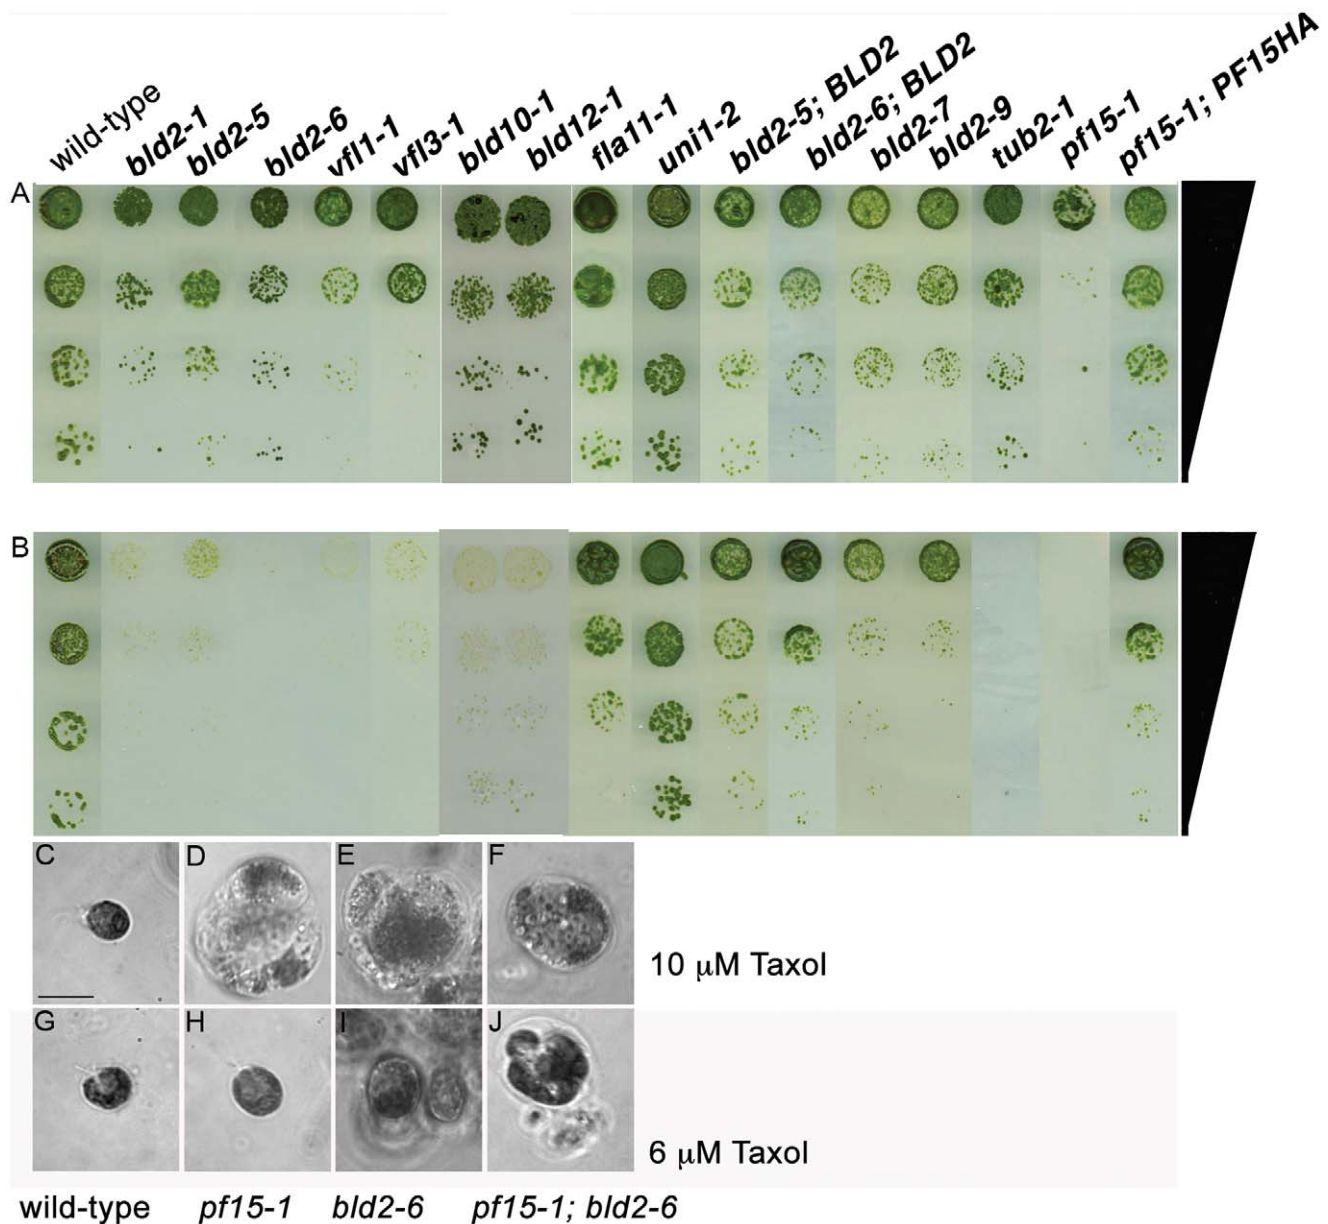 wild-type bld2-1 bld2-5 bld2-6 vfl1-1 vfl3-1 bld10-1 bld12-1 fla11-1 uni1-2 bld2-5; BLD2 bld2-6; BLD2 bld2-7 bld2-9 tub2-1 pf15-1 pf15-1; PF15HA
A
B
C D E F
10 μM Taxol
G H I J
6 μM Taxol
wild-type pf15-1 bld2-6 pf15-1; bld2-6